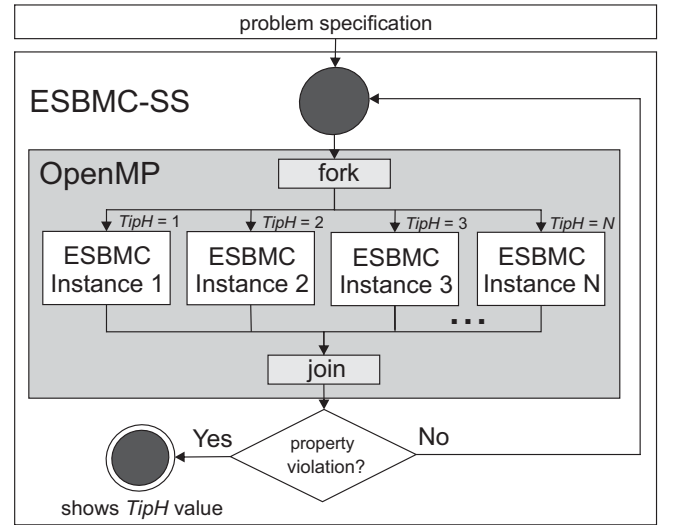 problem specification
ESBMC-SS
OpenMP
fork
TipH = 1
TipH = 2
TipH = 3
TipH = N
ESBMC
Instance 1
ESBMC
Instance 2
ESBMC
Instance 3
ESBMC
Instance N
...
join
Yes
property
violation?
No
shows TipH value